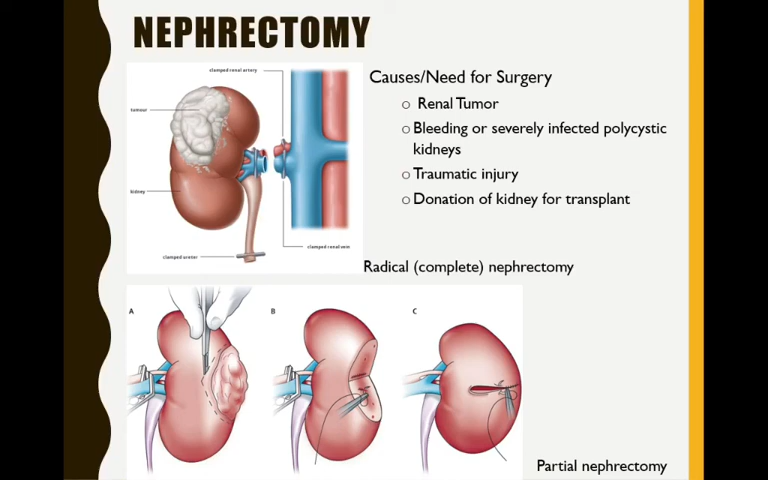 NEPHRECTOMY
clamped renal artery
tumour
kidney
clamped ureter
clamped renal vein
Causes/Need for Surgery
Renal Tumor
Bleeding or severely infected polycystic
kidneys
Traumatic injury
Donation of kidney for transplant
Radical (complete) nephrectomy
A
B
C
Partial nephrectomy